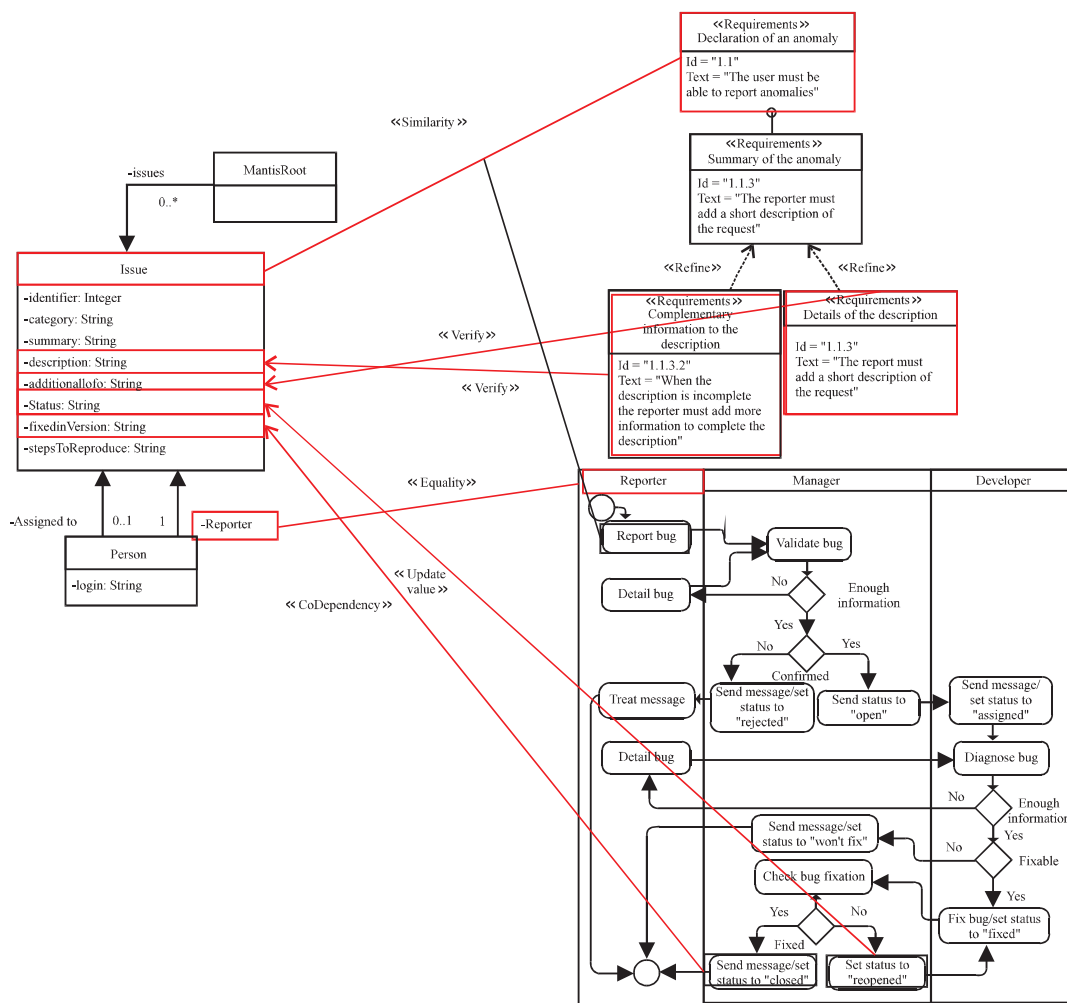 «Requirements»
Declaration of an anomaly
Id = "1.1"
Text = "The user must be
able to report anomalies"
«Similarity»
«Requirements»
Summary of the anomaly
Id = "1.1.3"
Text = "The reporter must
add a short description of
the request"
MantisRoot
-issues
0..*
Issue
-identifier: Integer
-category: String
-summary: String
-description: String
-additionallofo: String
-Status: String
-fixedinVersion: String
-stepsToReproduce: String
«Refine»
«Refine»
«Requirements»
Complementary
information to the
description
Id = "1.1.3.2"
Text = "When the
description is incomplete
the reporter must add more
information to complete the
description"
«Requirements»
Details of the description
Id = "1.1.3"
Text = "The report must
add a short description of
the request"
«Verify»
«Verify»
«Equality»
-Assigned to
0..1
1
-Reporter
Person
-login: String
«Update
value»
«CoDependency»
Reporter
Manager
Developer
Report bug
Validate bug
Detail bug
No
Enough
information
Yes
No
Yes
Confirmed
Treat message
Send message/set
status to
"rejected"
Send status to
"open"
Send message/
set status to
"assigned"
Detail bug
Diagnose bug
No
Enough
information
Yes
Send message/set
status to "won't fix"
No
Fixable
Yes
Check bug fixation
Yes
No
Fixed
Fix bug/set status
to "fixed"
Send message/set
status to "closed"
Set status to
"reopened"